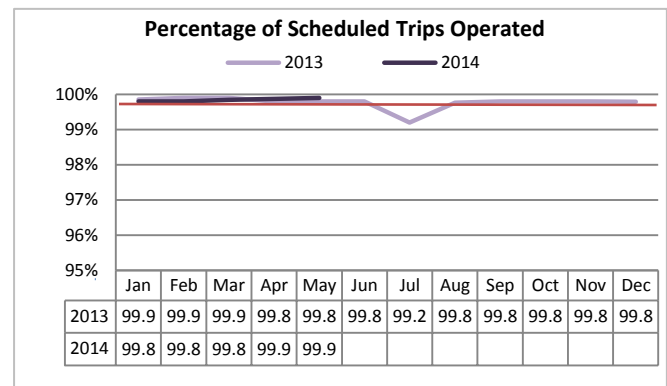 Percentage of Scheduled Trips Operated
2013 2014
100%
99%
98%
97%
96%
95%
Jan Feb Mar Apr May Jun Jul Aug Sep Oct Nov Dec
2013 99.9 99.9 99.9 99.8 99.8 99.8 99.2 99.8 99.8 99.8 99.8 99.8
2014 99.8 99.8 99.8 99.9 99.9